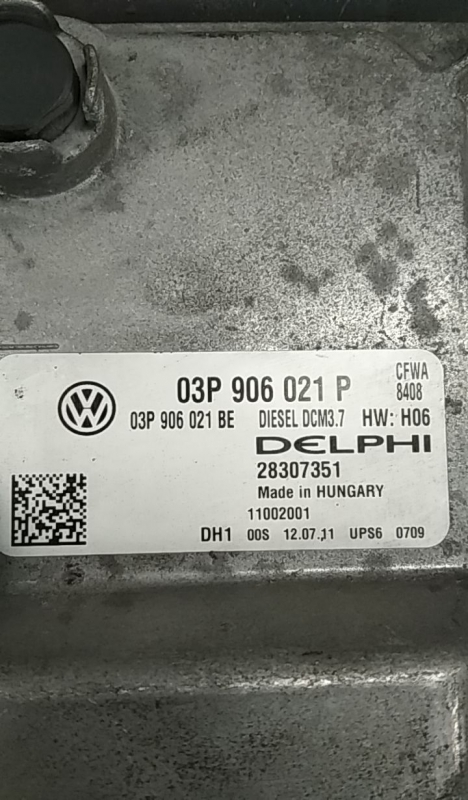 03P 906 021 P CFWA
8408
03P 906 021 BE DIESEL DCM3.7 HW: H06
DELPHI
28307351
Made in HUNGARY
11002001
DH1 00S 12.07.11 UPS6 0709